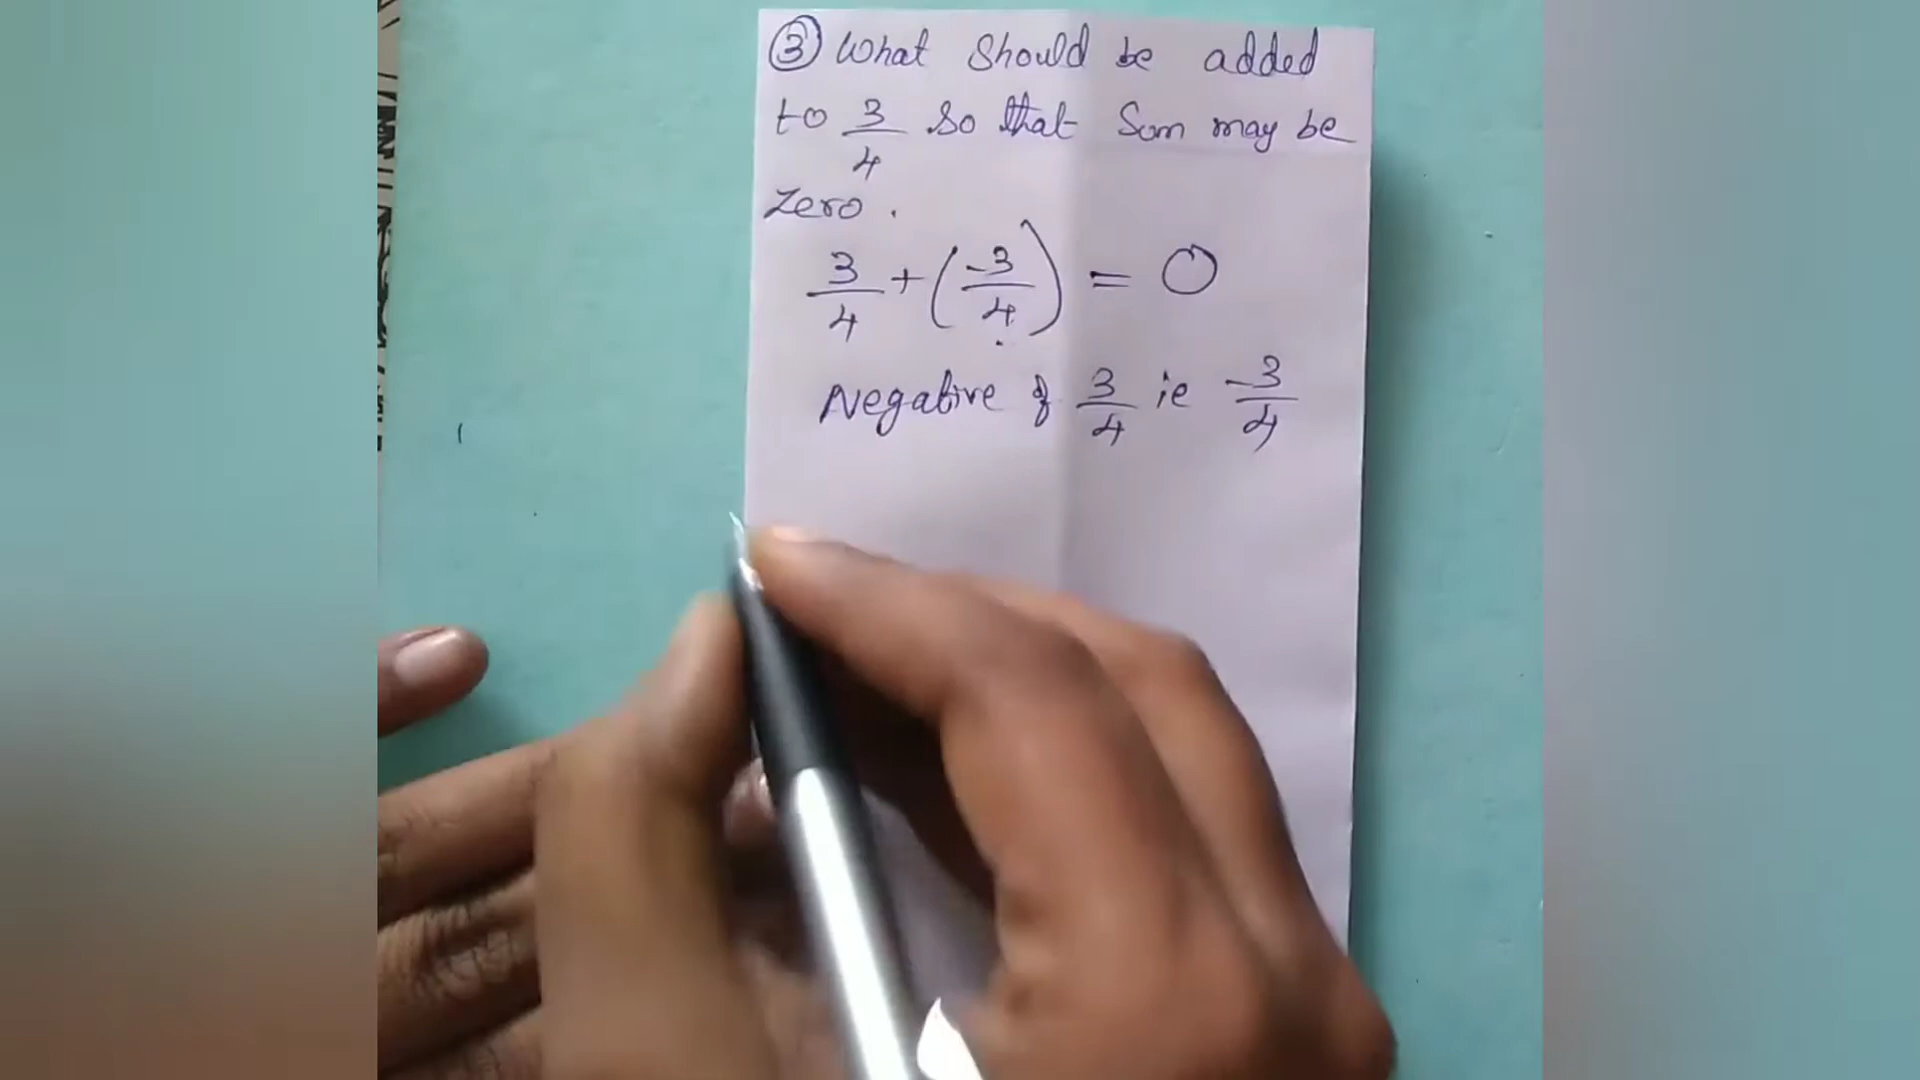 ③ What Should be added
to 3/4 so that Sum may be
Zero.
3/4 + (-3/4) = 0
Negative of 3/4 ie -3/4